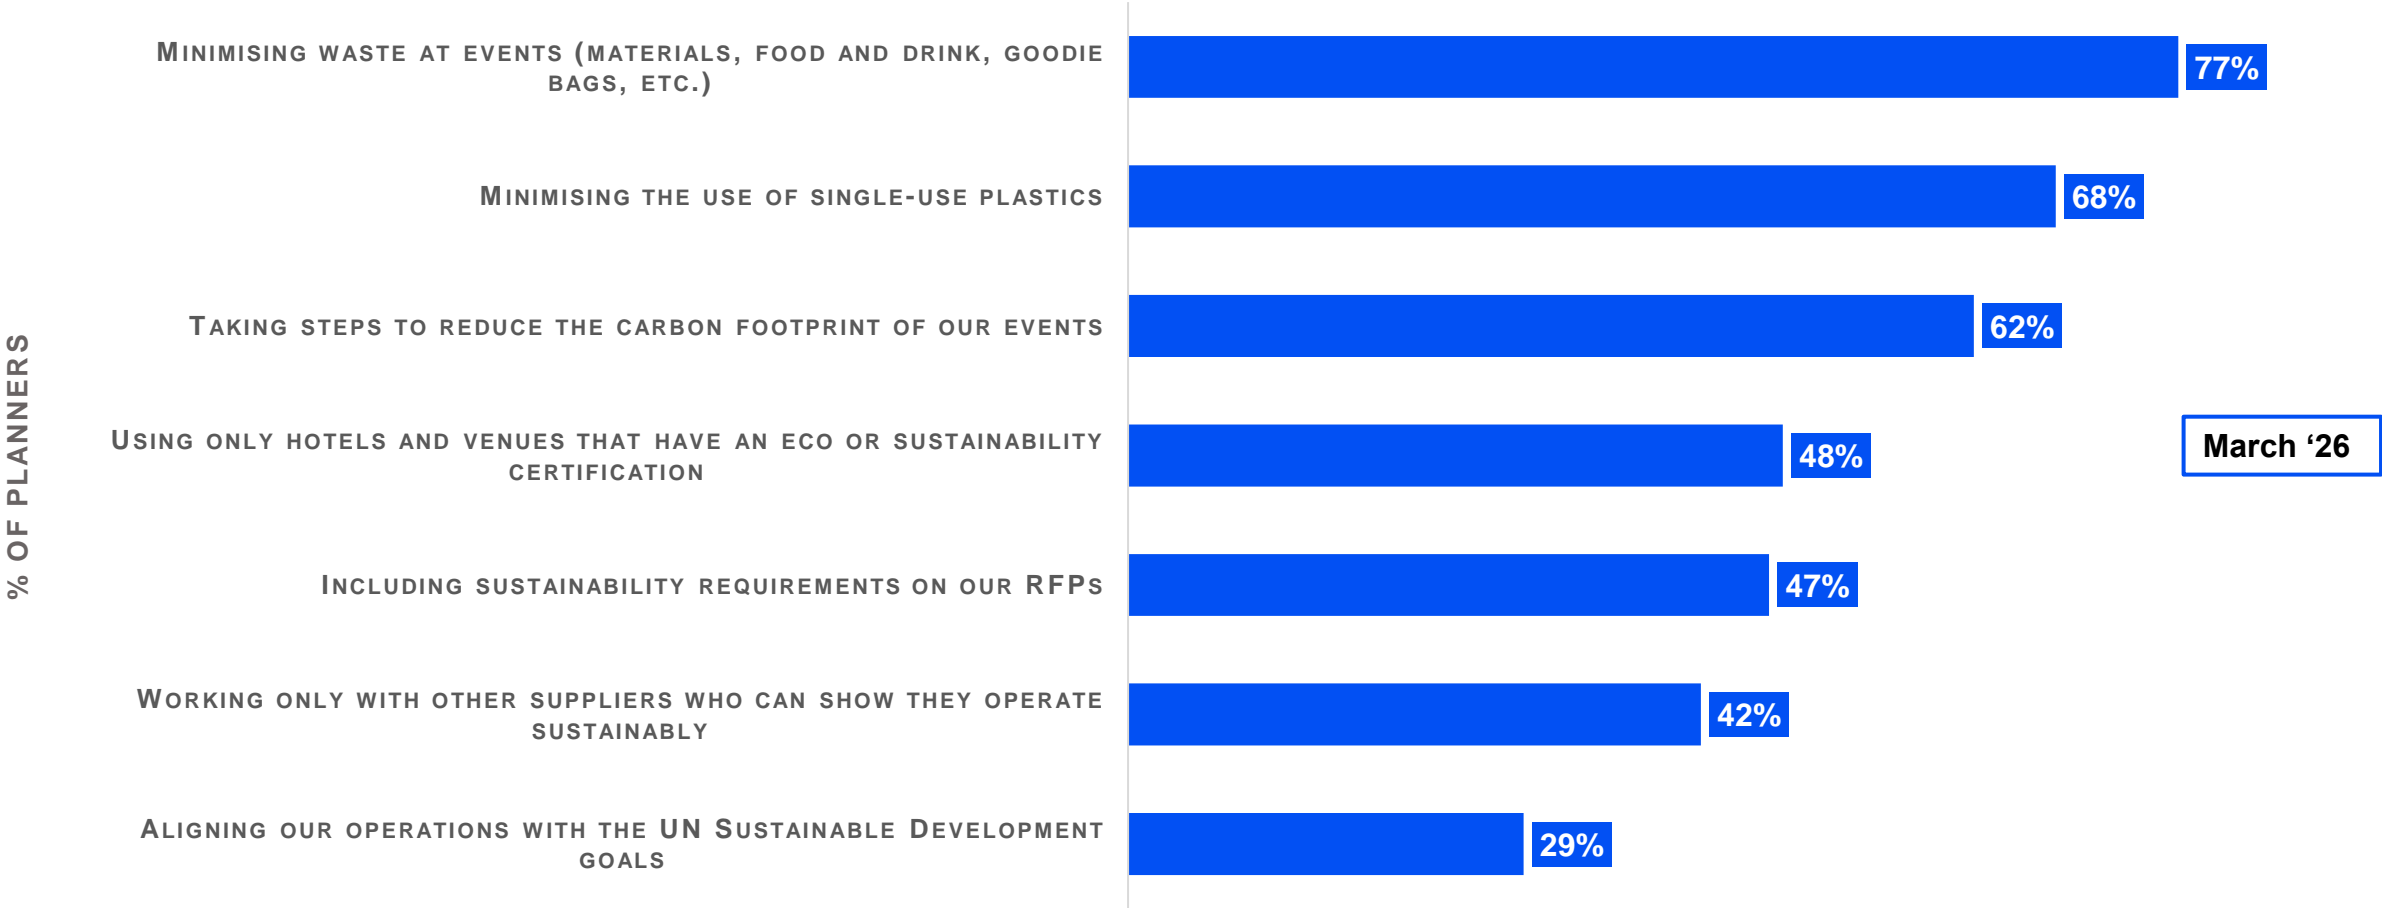 % OF PLANNERS
MINIMISING WASTE AT EVENTS (MATERIALS, FOOD AND DRINK, GOODIE
BAGS, ETC.)
77%
MINIMISING THE USE OF SINGLE-USE PLASTICS
68%
TAKING STEPS TO REDUCE THE CARBON FOOTPRINT OF OUR EVENTS
62%
USING ONLY HOTELS AND VENUES THAT HAVE AN ECO OR SUSTAINABILITY
CERTIFICATION
48%
March ‘26
INCLUDING SUSTAINABILITY REQUIREMENTS ON OUR RFPS
47%
WORKING ONLY WITH OTHER SUPPLIERS WHO CAN SHOW THEY OPERATE
SUSTAINABLY
42%
ALIGNING OUR OPERATIONS WITH THE UN SUSTAINABLE DEVELOPMENT
GOALS
29%